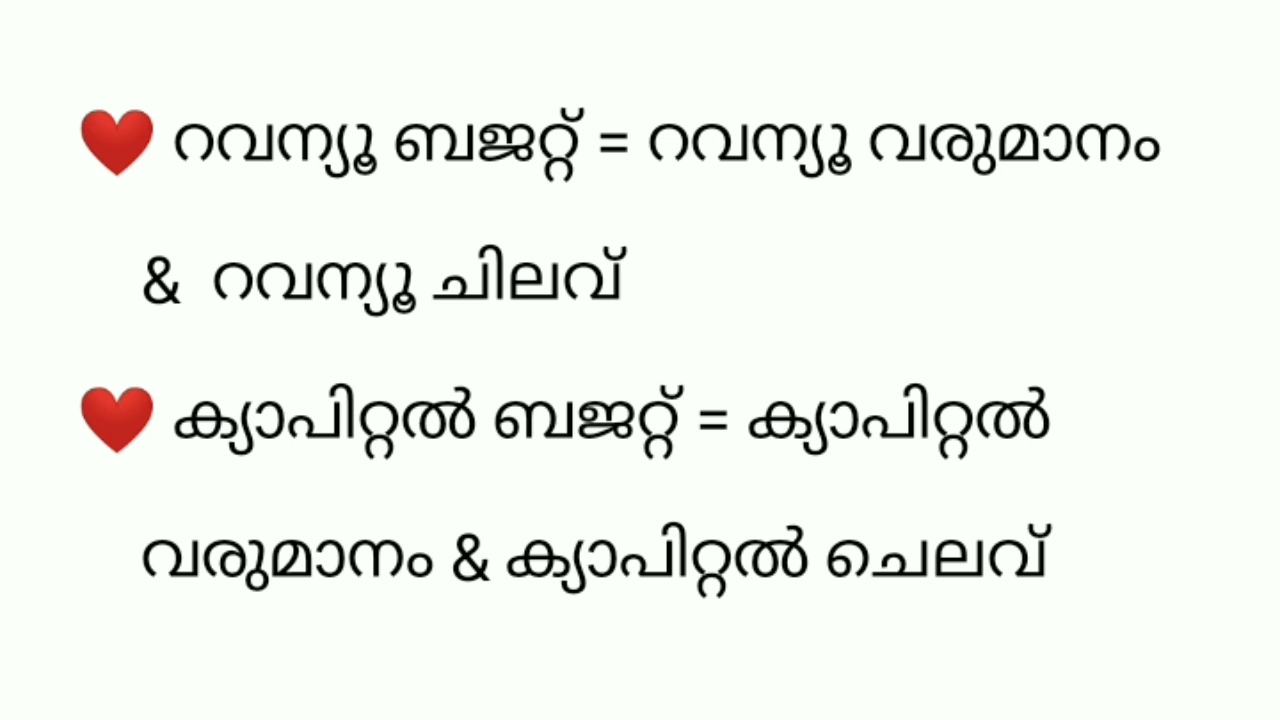 ❤️ റവന്യൂ ബജറ്റ് = റവന്യൂ വരുമാനം
& റവന്യൂ ചിലവ്
❤️ ക്യാപിറ്റൽ ബജറ്റ് = ക്യാപിറ്റൽ
വരുമാനം & ക്യാപിറ്റൽ ചെലവ്